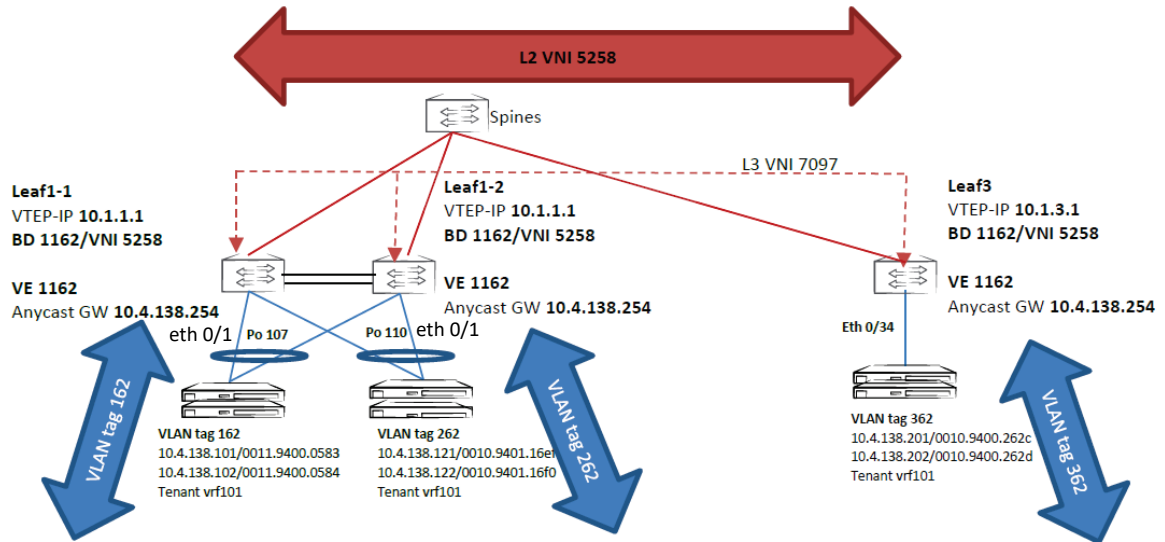 L2 VNI 5258
Spines
L3 VNI 7097
Leaf1-1
VTEP-IP 10.1.1.1
BD 1162/VNI 5258
VE 1162
Anycast GW 10.4.138.254
Leaf1-2
VTEP-IP 10.1.1.1
BD 1162/VNI 5258
VE 1162
Anycast GW 10.4.138.254
Leaf3
VTEP-IP 10.1.3.1
BD 1162/VNI 5258
VE 1162
Anycast GW 10.4.138.254
eth 0/1
Po 107
Po 110
eth 0/1
Eth 0/34
VLAN tag 162
VLAN tag 162
10.4.138.101/0011.9400.0583
10.4.138.102/0011.9400.0584
Tenant vrf101
VLAN tag 262
10.4.138.121/0010.9401.16ef
10.4.138.122/0010.9401.16f0
Tenant vrf101
VLAN tag 262
VLAN tag 362
10.4.138.201/0010.9400.262c
10.4.138.202/0010.9400.262d
Tenant vrf101
VLAN tag 362